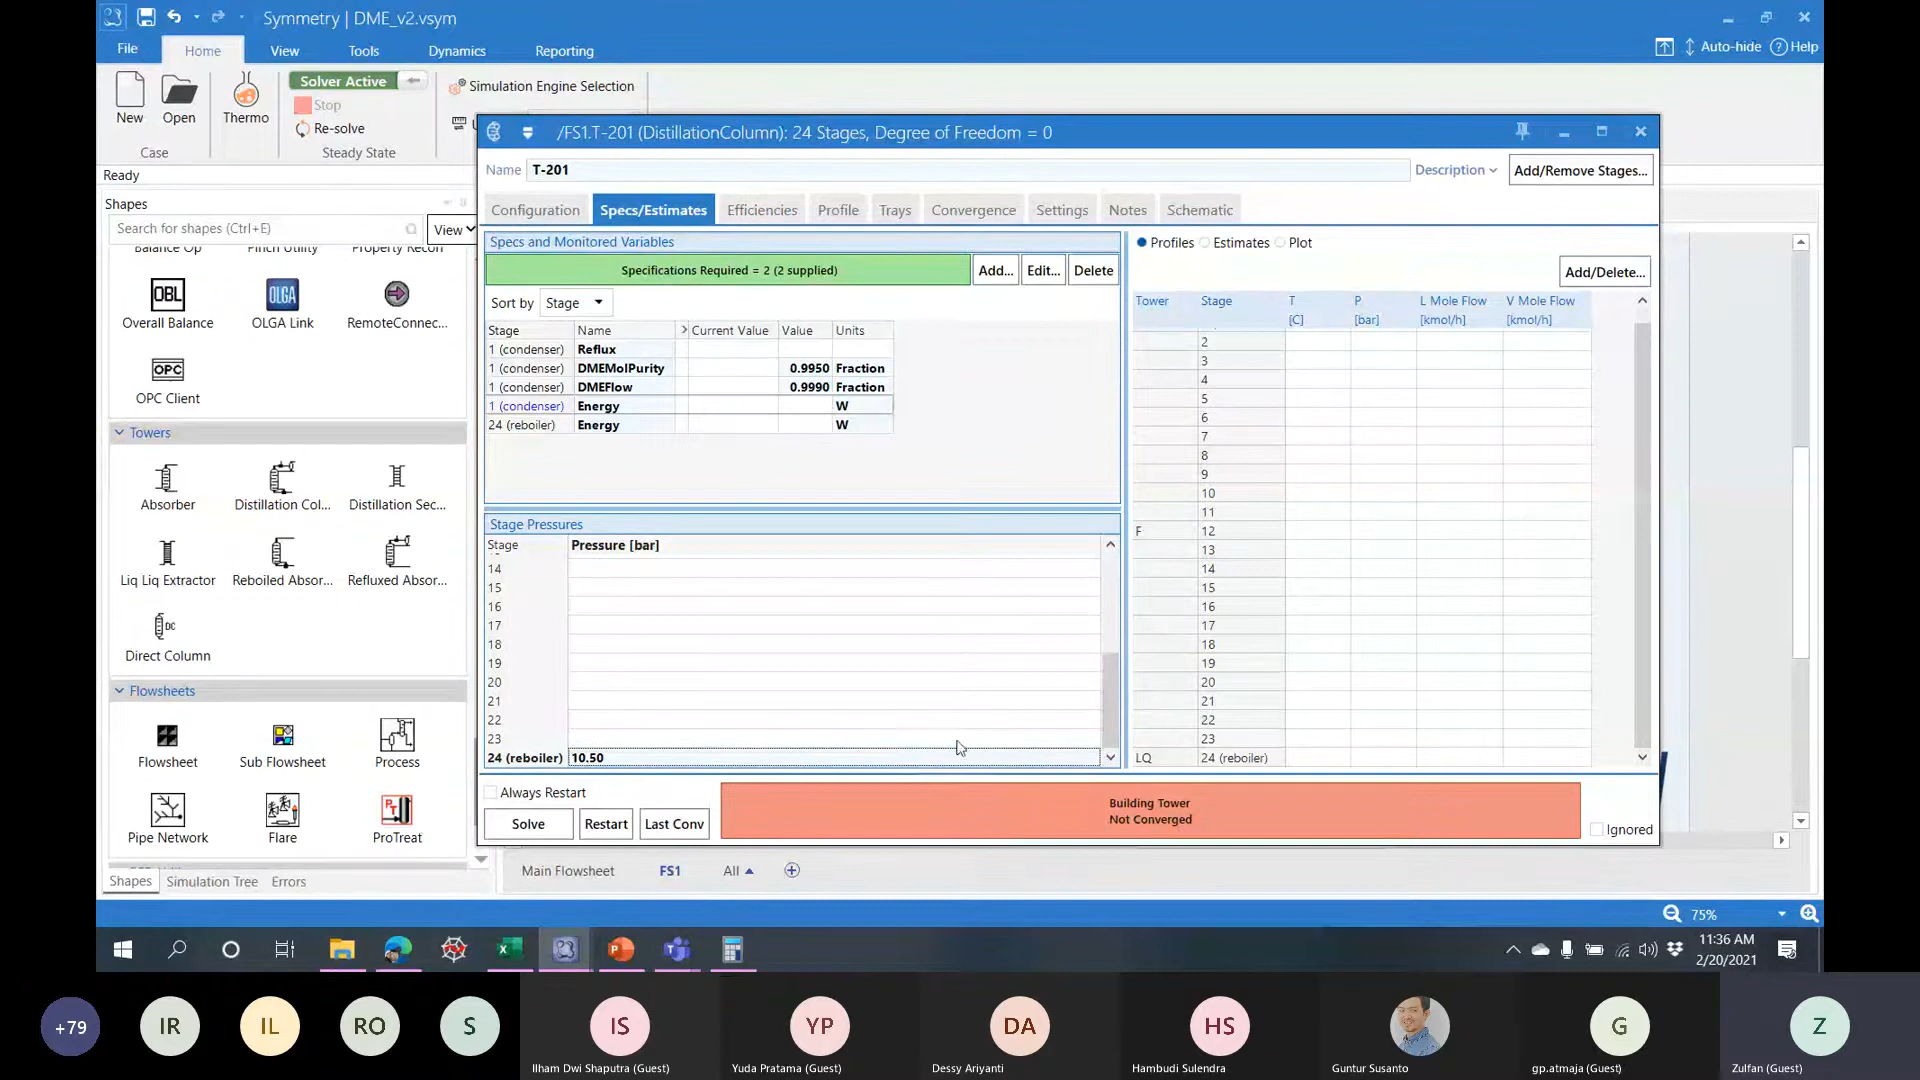 Symmetry | DME_v2.vsym
File
Home
View
Tools
Dynamics
Reporting
Auto-hide
Help
New
Open
Case
Thermo
Solver Active
Stop
Re-solve
Steady State
Simulation Engine Selection
Ready
/FS1.T-201 (DistillationColumn): 24 Stages, Degree of Freedom = 0
Name
T-201
Description
Add/Remove Stages...
Configuration
Specs/Estimates
Efficiencies
Profile
Trays
Convergence
Settings
Notes
Schematic
Shapes
Search for shapes (Ctrl+E)
View
Balance Op
Pinch Utility
Property Recon
OBL
Overall Balance
OLGA
OLGA Link
RemoteConnec...
OPC
OPC Client
Towers
Absorber
Distillation Col...
Distillation Sec...
Liq Liq Extractor
Reboiled Absor...
Refluxed Absor...
DC
Direct Column
Flowsheets
Flowsheet
Sub Flowsheet
Process
Pipe Network
Flare
PT
ProTreat
Shapes
Simulation Tree
Errors
Specs and Monitored Variables
Specifications Required = 2 (2 supplied)
Add...
Edit...
Delete
Sort by
Stage
Stage Name > Current Value Value Units
1 (condenser) Reflux
1 (condenser) DMEMolPurity 0.9950 Fraction
1 (condenser) DMEFlow 0.9990 Fraction
1 (condenser) Energy W
24 (reboiler) Energy W
Stage Pressures
Stage Pressure [bar]
14
15
16
17
18
19
20
21
22
23
24 (reboiler) 10.50
Profiles
Estimates
Plot
Add/Delete...
Tower Stage T P L Mole Flow V Mole Flow
[C] [bar] [kmol/h] [kmol/h]
2
3
4
5
6
7
8
9
10
11
F 12
13
14
15
16
17
18
19
20
21
22
23
LQ 24 (reboiler)
Always Restart
Solve
Restart
Last Conv
Building Tower
Not Converged
Ignored
Main Flowsheet
FS1
All
75%
11:36 AM
2/20/2021
+79
IR
IL
RO
S
IS
Ilham Dwi Shaputra (Guest)
YP
Yuda Pratama (Guest)
DA
Dessy Ariyanti
HS
Hambudi Sulendra
Guntur Susanto
G
gp.atmaja (Guest)
Z
Zulfan (Guest)